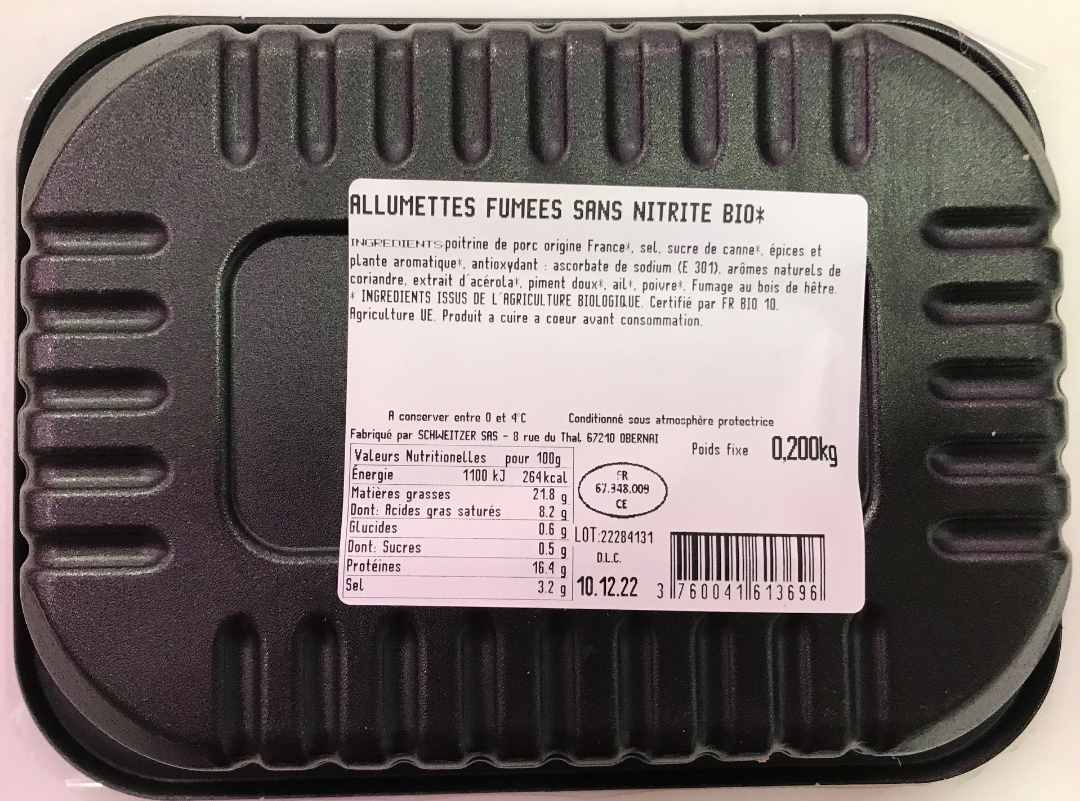 ALLUMETTES FUMEES SANS NITRITE BIO*
INGREDIENTS poitrine de porc origine France*, sel, sucre de canne*, épices et
plante aromatique*, antioxydant : ascorbate de sodium (E 301), arômes naturels de
coriandre, extrait d'acérola*, piment doux*, ail*, poivre*. Fumage au bois de hêtre.
* INGREDIENTS ISSUS DE L'AGRICULTURE BIOLOGIQUE. Certifié par FR BIO 10.
Agriculture UE. Produit a cuire a coeur avant consommation.
A conserver entre 0 et 4°C Conditionné sous atmosphère protectrice
Fabriqué par SCHWEITZER SAS - 8 rue du Thal 67210 OBERNAI
Poids fixe 0,200kg
Valeurs Nutritionelles pour 100g
Énergie 1100 kJ 264kcal
Matières grasses 21.8 g
Dont: Acides gras saturés 8.2 g
Glucides 0.6 g
Dont: Sucres 0.5 g
Protéines 16.4 g
Sel 3.2 g
FR
67.348.009
CE
LOT:22284131
D.L.C.
10.12.22
3 760041 613696